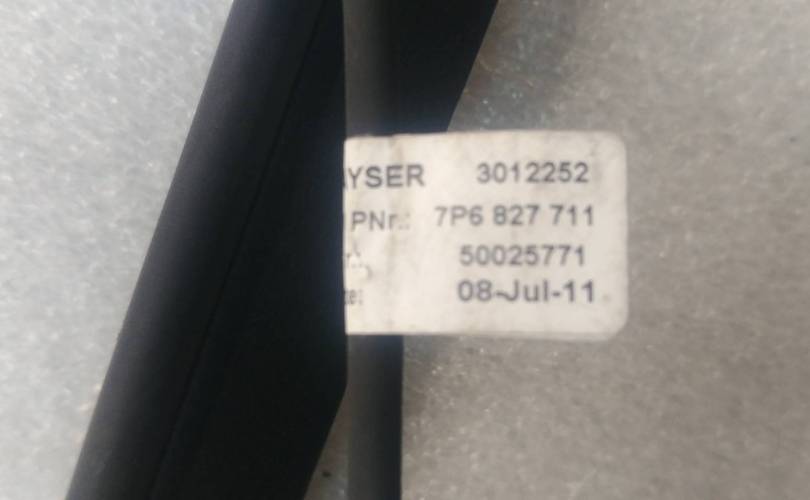 AYSER 3012252
PNr.: 7P6 827 711
50025771
08-Jul-11